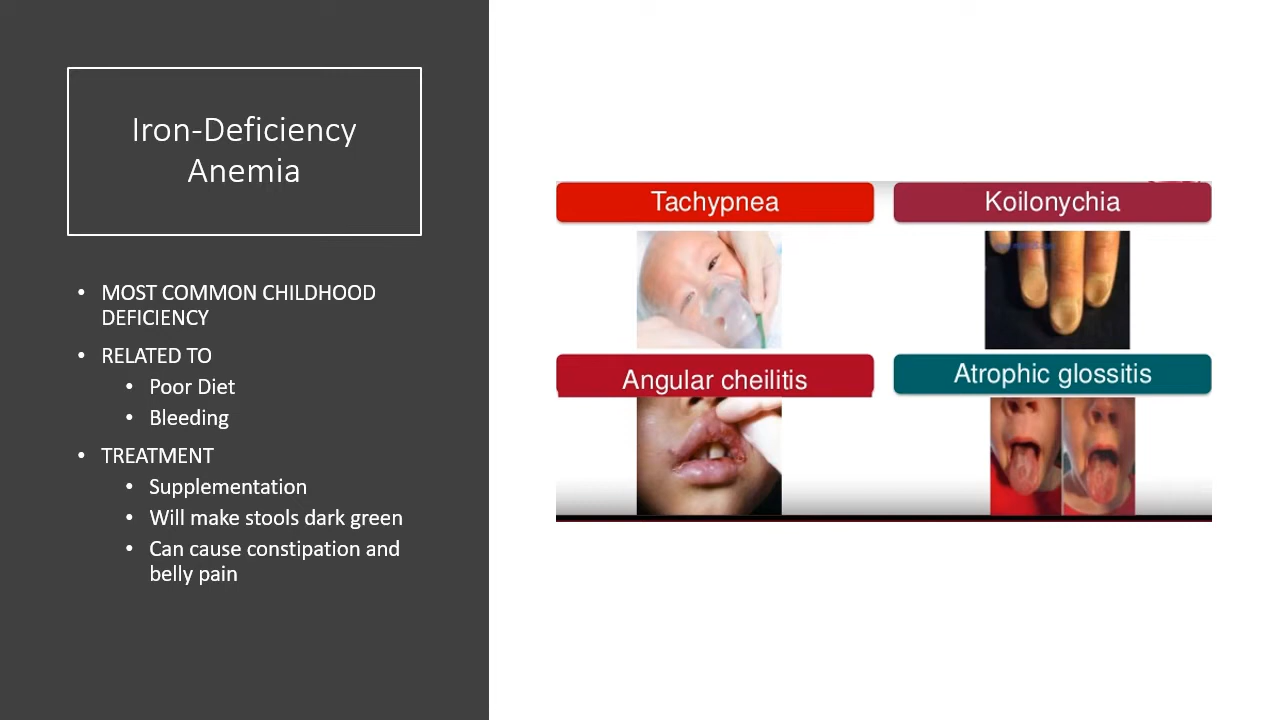 Iron-Deficiency
Anemia
• MOST COMMON CHILDHOOD
DEFICIENCY
• RELATED TO
• Poor Diet
• Bleeding
• TREATMENT
• Supplementation
• Will make stools dark green
• Can cause constipation and
belly pain
Tachypnea
Koilonychia
Angular cheilitis
Atrophic glossitis